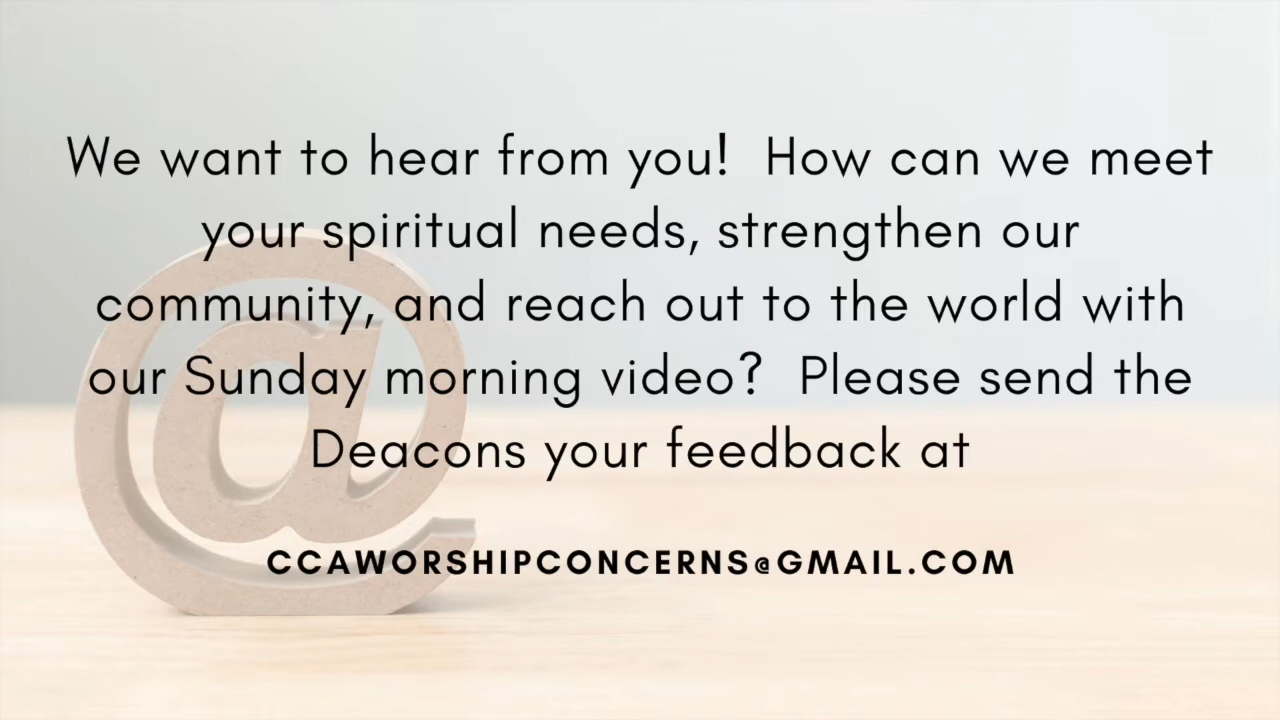 We want to hear from you!  How can we meet
your spiritual needs, strengthen our
community, and reach out to the world with
our Sunday morning video?  Please send the
Deacons your feedback at
CCAWORSHIPCONCERNS@GMAIL.COM